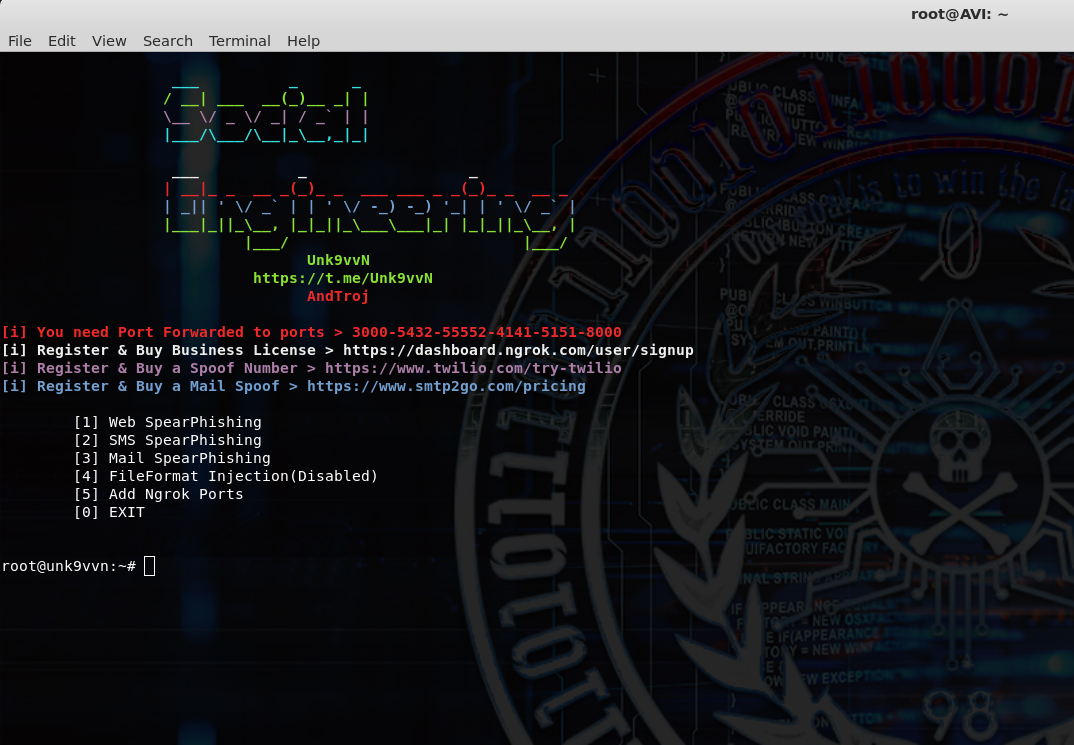 root@AVI: ~
File Edit View Search Terminal Help
Social
Engineering
Unk9vvN
https://t.me/Unk9vvN
AndTroj
[i] You need Port Forwarded to ports > 3000-5432-55552-4141-5151-8000
[i] Register & Buy Business License > https://dashboard.ngrok.com/user/signup
[i] Register & Buy a Spoof Number > https://www.twilio.com/try-twilio
[i] Register & Buy a Mail Spoof > https://www.smtp2go.com/pricing
[1] Web SpearPhishing
[2] SMS SpearPhishing
[3] Mail SpearPhishing
[4] FileFormat Injection(Disabled)
[5] Add Ngrok Ports
[0] EXIT
root@unk9vvn:~#